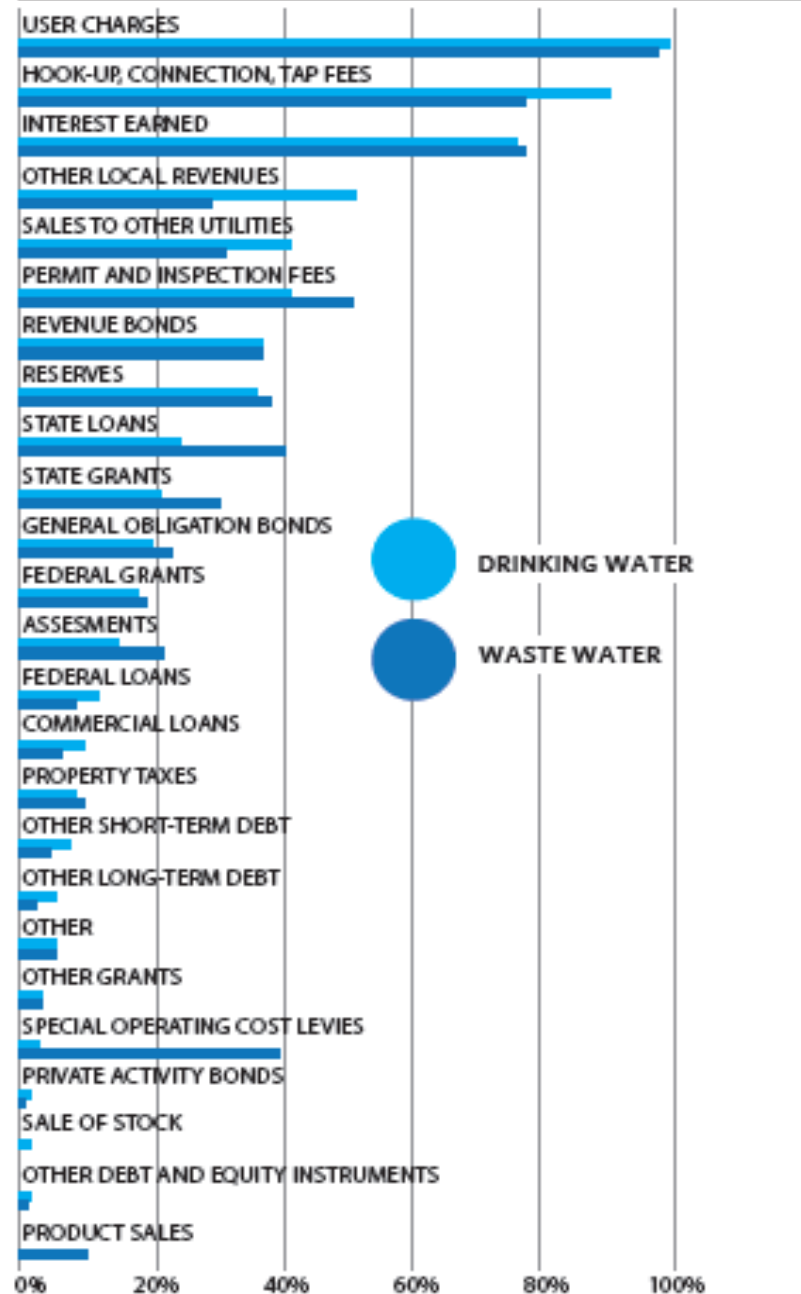 USER CHARGES
HOOK-UP, CONNECTION, TAP FEES
INTEREST EARNED
OTHER LOCAL REVENUES
SALES TO OTHER UTILITIES
PERMIT AND INSPECTION FEES
REVENUE BONDS
RESERVES
STATE LOANS
STATE GRANTS
GENERAL OBLIGATION BONDS
FEDERAL GRANTS
DRINKING WATER
ASSESMENTS
WASTE WATER
FEDERAL LOANS
COMMERCIAL LOANS
PROPERTY TAXES
OTHER SHORT-TERM DEBT
OTHER LONG-TERM DEBT
OTHER
OTHER GRANTS
SPECIAL OPERATING COST LEVIES
PRIVATE ACTIVITY BONDS
SALE OF STOCK
OTHER DEBT AND EQUITY INSTRUMENTS
PRODUCT SALES
0% 20% 40% 60% 80% 100%